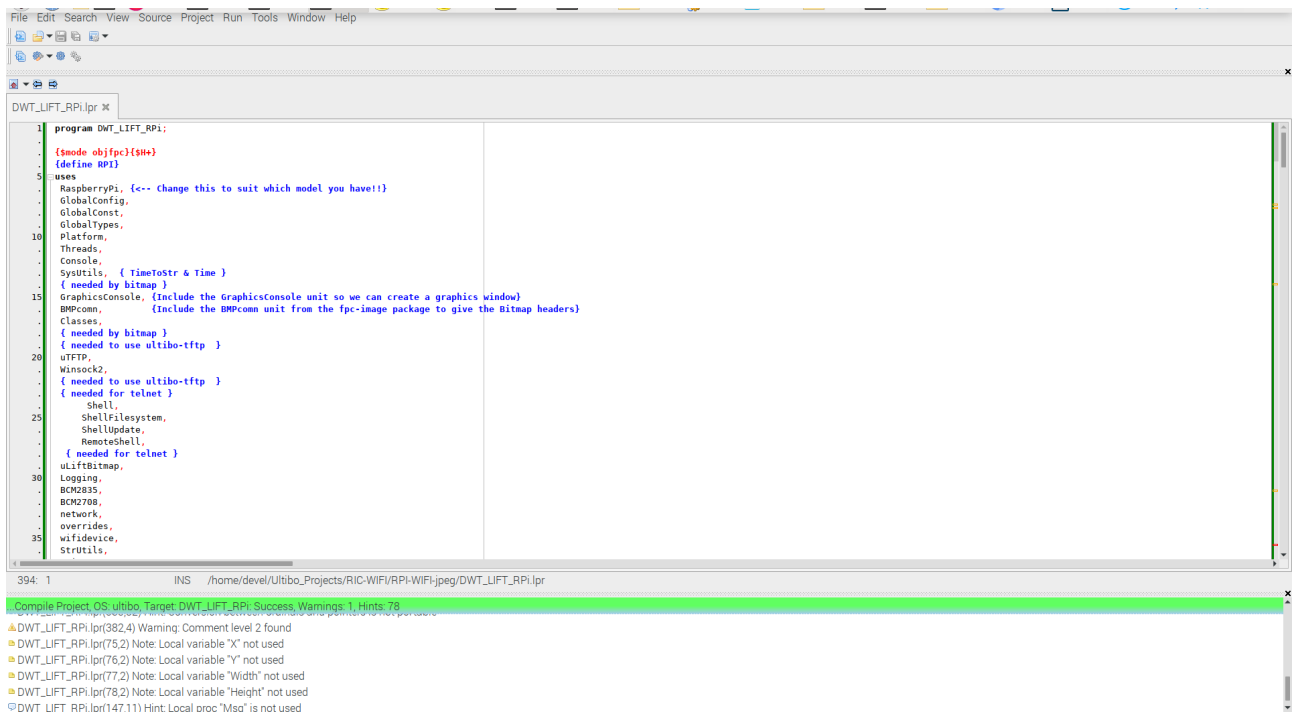 File Edit Search View Source Project Run Tools Window Help
DWT_LIFT_RPi.lpr
1 program DWT_LIFT_RPi;
.
. {$mode objfpc}{$H+}
. {define RPI}
5 uses
. RaspberryPi, {<-- Change this to suit which model you have!!}
. GlobalConfig,
. GlobalConst,
. GlobalTypes,
10 Platform,
. Threads,
. Console,
. SysUtils, { TimeToStr & Time }
. { needed by bitmap }
15 GraphicsConsole, {Include the GraphicsConsole unit so we can create a graphics window}
. BMPcomn, {Include the BMPcomn unit from the fpc-image package to give the Bitmap headers}
. Classes,
. { needed by bitmap }
. { needed to use ultibo-tftp }
20 uTFTP,
. Winsock2,
. { needed to use ultibo-tftp }
. { needed for telnet }
. Shell,
25 ShellFilesystem,
. ShellUpdate,
. RemoteShell,
. { needed for telnet }
. uLiftBitmap,
30 Logging,
. BCM2835,
. BCM2708,
. network,
. overrides,
35 wifidevice,
. StrUtils,
394: 1 INS /home/devel/Ultibo_Projects/RIC-WIFI/RPI-WIFI-jpeg/DWT_LIFT_RPi.lpr
Compile Project, OS: ultibo, Target: DWT_LIFT_RPi: Success, Warnings: 1, Hints: 78
DWT_LIFT_RPi.lpr(382,4) Warning: Comment level 2 found
DWT_LIFT_RPi.lpr(75,2) Note: Local variable "X" not used
DWT_LIFT_RPi.lpr(76,2) Note: Local variable "Y" not used
DWT_LIFT_RPi.lpr(77,2) Note: Local variable "Width" not used
DWT_LIFT_RPi.lpr(78,2) Note: Local variable "Height" not used
DWT_LIFT_RPi.lpr(147,11) Hint: Local proc "Msg" is not used